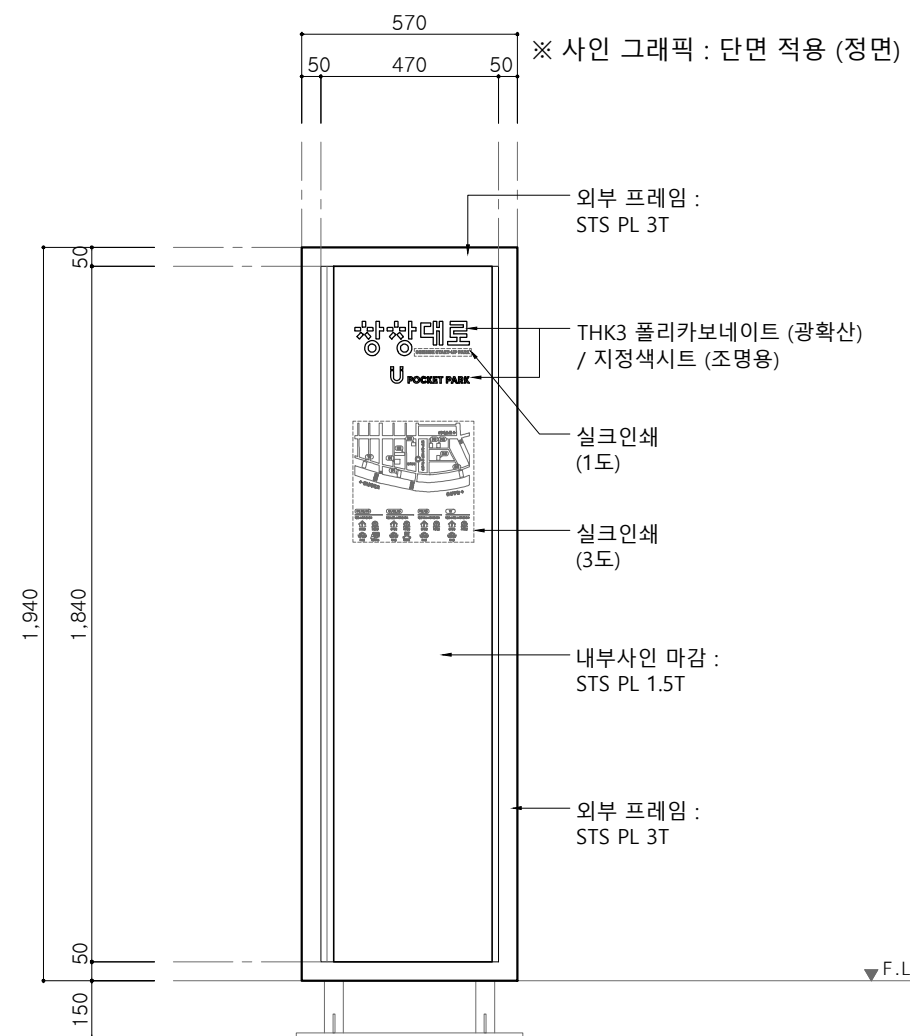 570
※ 사인 그래픽 : 단면 적용 (정면)
50
470
50
외부 프레임 :
STS PL 3T
50
창창대로
THK3 폴리카보네이트 (광확산)
/ 지정색시트 (조명용)
POCKET PARK
실크인쇄
(1도)
실크인쇄
(3도)
1,940
1,840
내부사인 마감 :
STS PL 1.5T
외부 프레임 :
STS PL 3T
50
F.L
150